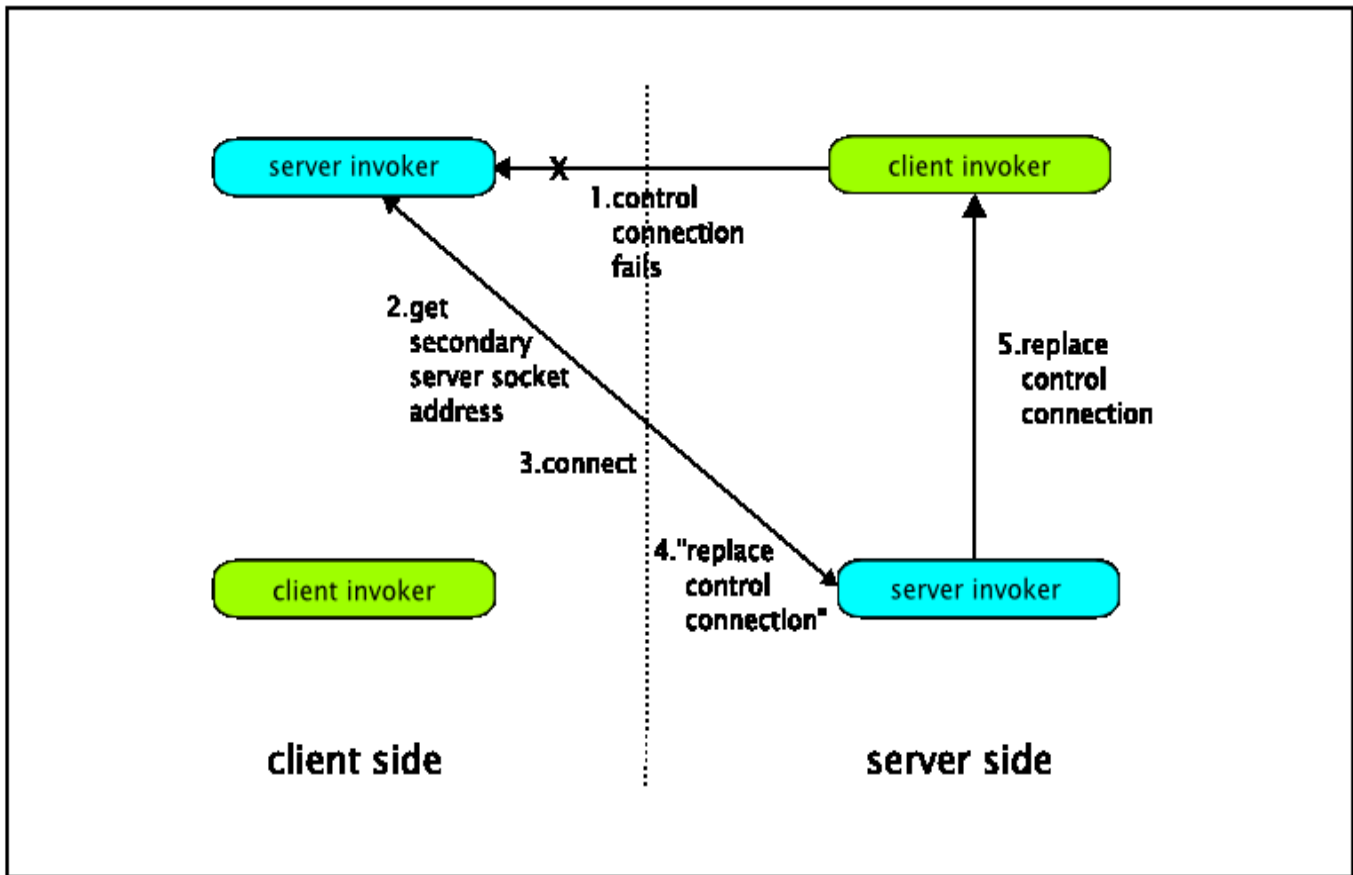 server invoker
client invoker
1.control
connection
fails
2.get
secondary
server socket
address
3.connect
4."replace
control
connection"
5.replace
control
connection
client invoker
server invoker
client side
server side